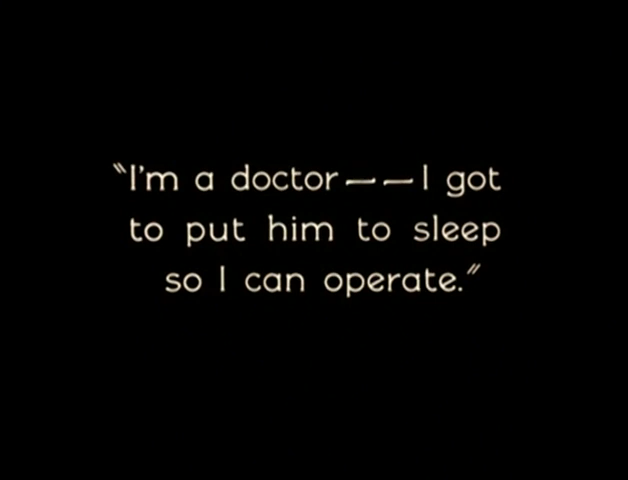 "I'm a doctor——I got
to put him to sleep
so I can operate."